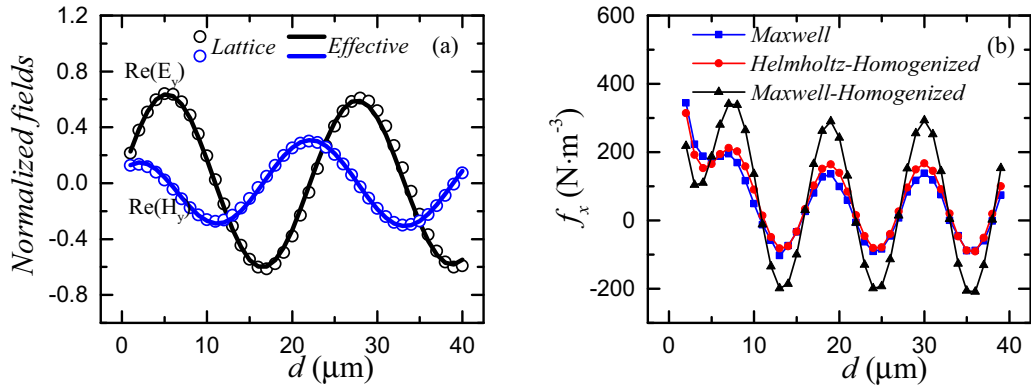 Normalized fields
1.2
0.8
0.4
0.0
-0.4
-0.8
0 10 20 30 40
d (μm)
Lattice Effective (a)
Re(E_y)
Re(H_y)
f_x (N·m⁻³)
600
400
200
0
-200
0 10 20 30 40
d (μm)
(b)
Maxwell
Helmholtz-Homogenized
Maxwell-Homogenized